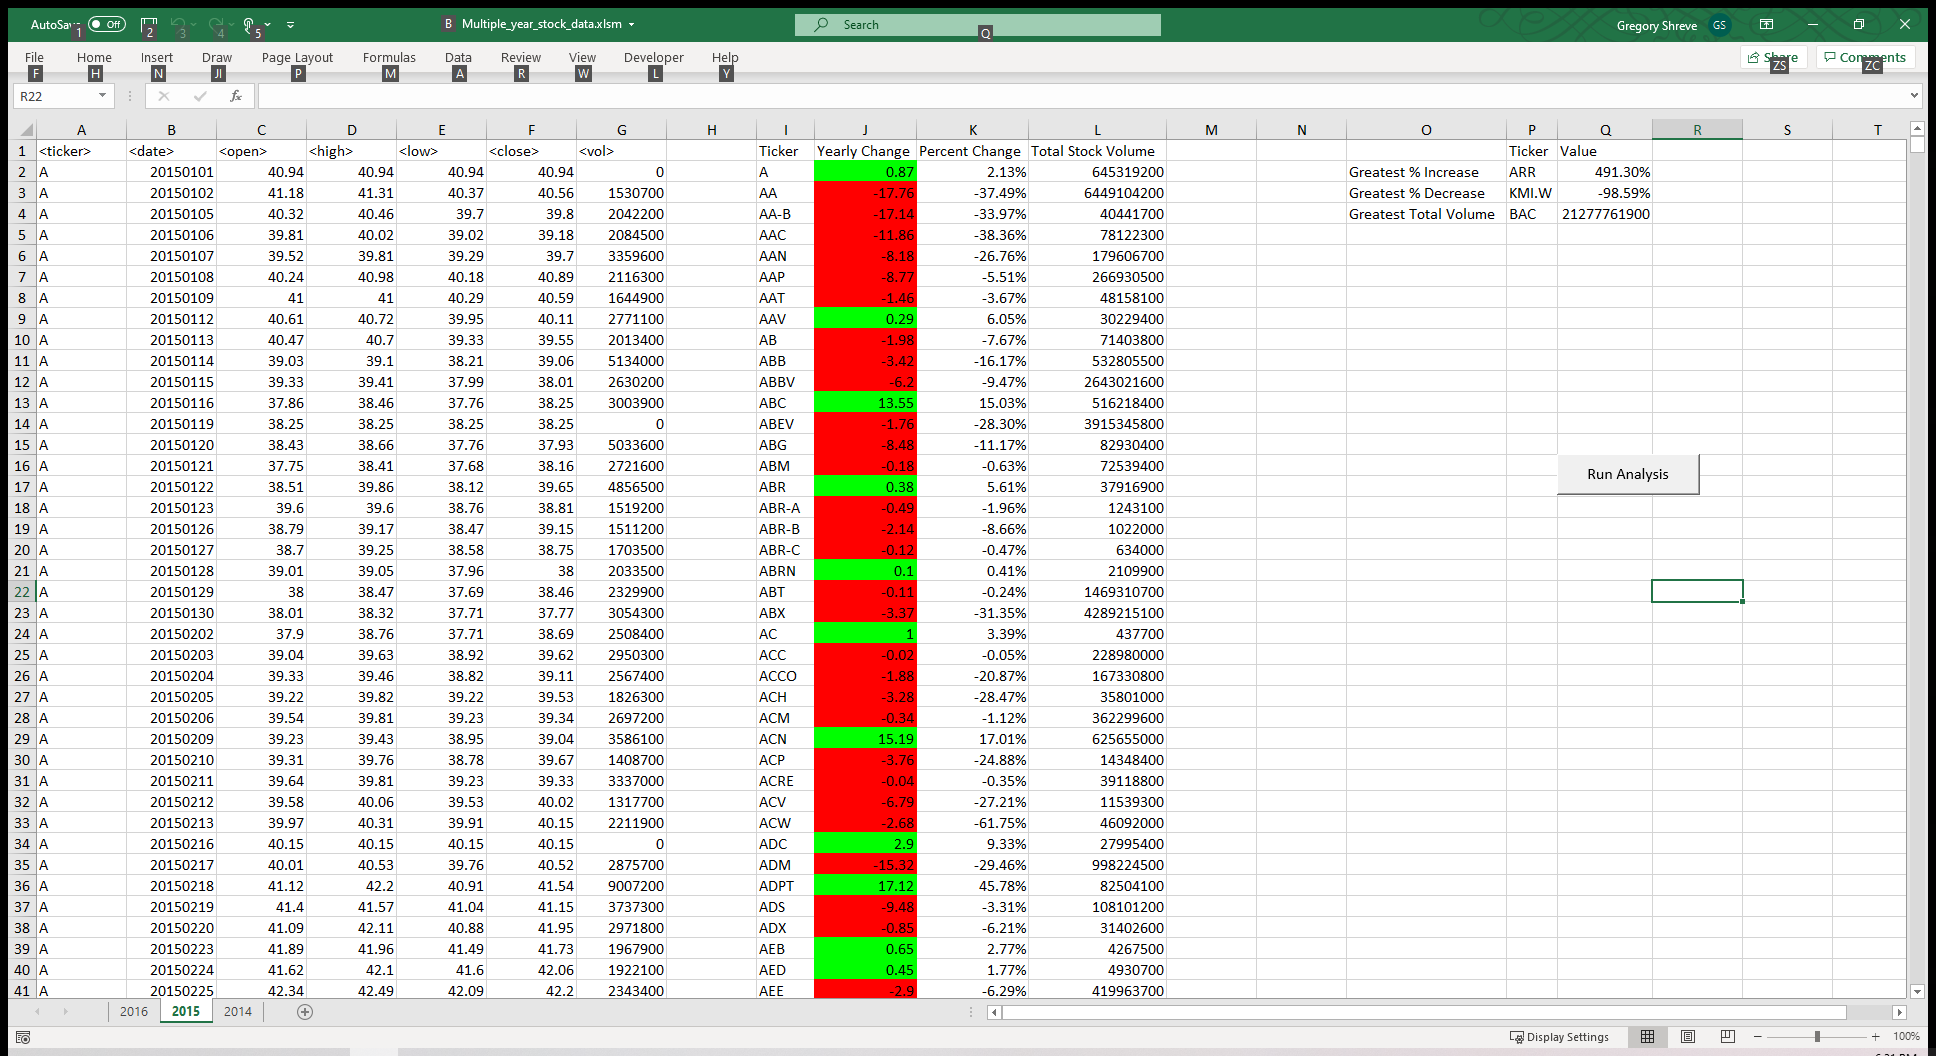 AutoSav Off 1 2 3 4 5 B Multiple_year_stock_data.xlsm Search Q Gregory Shreve GS
File Home Insert Draw Page Layout Formulas Data Review View Developer Help Share Comments
F H N JI P M A R W L Y ZS ZC
R22 fx
A B C D E F G H I J K L M N O P Q R S T
1 <ticker> <date> <open> <high> <low> <close> <vol> Ticker Yearly Change Percent Change Total Stock Volume Ticker Value
2 A 20150101 40.94 40.94 40.94 40.94 0 A 0.87 2.13% 645319200 Greatest % Increase ARR 491.30%
3 A 20150102 41.18 41.31 40.37 40.56 1530700 AA -17.76 -37.49% 6449104200 Greatest % Decrease KMI.W -98.59%
4 A 20150105 40.32 40.46 39.7 39.8 2042200 AA-B -17.14 -33.97% 40441700 Greatest Total Volume BAC 21277761900
5 A 20150106 39.81 40.02 39.02 39.18 2084500 AAC -11.86 -38.36% 78122300
6 A 20150107 39.52 39.81 39.29 39.7 3359600 AAN -8.18 -26.76% 179606700
7 A 20150108 40.24 40.98 40.18 40.89 2116300 AAP -8.77 -5.51% 266930500
8 A 20150109 41 41 40.29 40.59 1644900 AAT -1.46 -3.67% 48158100
9 A 20150112 40.61 40.72 39.95 40.11 2771100 AAV 0.29 6.05% 30229400
10 A 20150113 40.47 40.7 39.33 39.55 2013400 AB -1.98 -7.67% 71403800
11 A 20150114 39.03 39.1 38.21 39.06 5134000 ABB -3.42 -16.17% 532805500
12 A 20150115 39.33 39.41 37.99 38.01 2630200 ABBV -6.2 -9.47% 2643021600
13 A 20150116 37.86 38.46 37.76 38.25 3003900 ABC 13.55 15.03% 516218400
14 A 20150119 38.25 38.25 38.25 38.25 0 ABEV -1.76 -28.30% 3915345800
15 A 20150120 38.43 38.66 37.76 37.93 5033600 ABG -8.48 -11.17% 82930400
16 A 20150121 37.75 38.41 37.68 38.16 2721600 ABM -0.18 -0.63% 72539400
17 A 20150122 38.51 39.86 38.12 39.65 4856500 ABR 0.38 5.61% 37916900 Run Analysis
18 A 20150123 39.6 39.6 38.76 38.81 1519200 ABR-A -0.49 -1.96% 1243100
19 A 20150126 38.79 39.17 38.47 39.15 1511200 ABR-B -2.14 -8.66% 1022000
20 A 20150127 38.7 39.25 38.58 38.75 1703500 ABR-C -0.12 -0.47% 634000
21 A 20150128 39.01 39.05 37.96 38 2033500 ABRN 0.1 0.41% 2109900
22 A 20150129 38 38.47 37.69 38.46 2329900 ABT -0.11 -0.24% 1469310700
23 A 20150130 38.01 38.32 37.71 37.77 3054300 ABX -3.37 -31.35% 4289215100
24 A 20150202 37.9 38.76 37.71 38.69 2508400 AC 1 3.39% 437700
25 A 20150203 39.04 39.63 38.92 39.62 2950300 ACC -0.02 -0.05% 228980000
26 A 20150204 39.33 39.46 38.82 39.11 2567400 ACCO -1.88 -20.87% 167330800
27 A 20150205 39.22 39.82 39.22 39.53 1826300 ACH -3.28 -28.47% 35801000
28 A 20150206 39.54 39.81 39.23 39.34 2697200 ACM -0.34 -1.12% 362299600
29 A 20150209 39.23 39.43 38.95 39.04 3586100 ACN 15.19 17.01% 625655000
30 A 20150210 39.31 39.76 38.78 39.67 1408700 ACP -3.76 -24.88% 14348400
31 A 20150211 39.64 39.81 39.23 39.33 3337000 ACRE -0.04 -0.35% 39118800
32 A 20150212 39.58 40.06 39.53 40.02 1317700 ACV -6.79 -27.21% 11539300
33 A 20150213 39.97 40.31 39.91 40.15 2211900 ACW -2.68 -61.75% 46092000
34 A 20150216 40.15 40.15 40.15 40.15 0 ADC 2.9 9.33% 27995400
35 A 20150217 40.01 40.53 39.76 40.52 2875700 ADM -15.32 -29.46% 998224500
36 A 20150218 41.12 42.2 40.91 41.54 9007200 ADPT 17.12 45.78% 82504100
37 A 20150219 41.4 41.57 41.04 41.15 3737300 ADS -9.48 -3.31% 108101200
38 A 20150220 41.09 42.11 40.88 41.95 2971800 ADX -0.85 -6.21% 31402600
39 A 20150223 41.89 41.96 41.49 41.73 1967900 AEB 0.65 2.77% 4267500
40 A 20150224 41.62 42.1 41.6 42.06 1922100 AED 0.45 1.77% 4930700
41 A 20150225 42.34 42.49 42.09 42.2 2343400 AEE -2.9 -6.29% 419963700
2016 2015 2014
Display Settings 100%